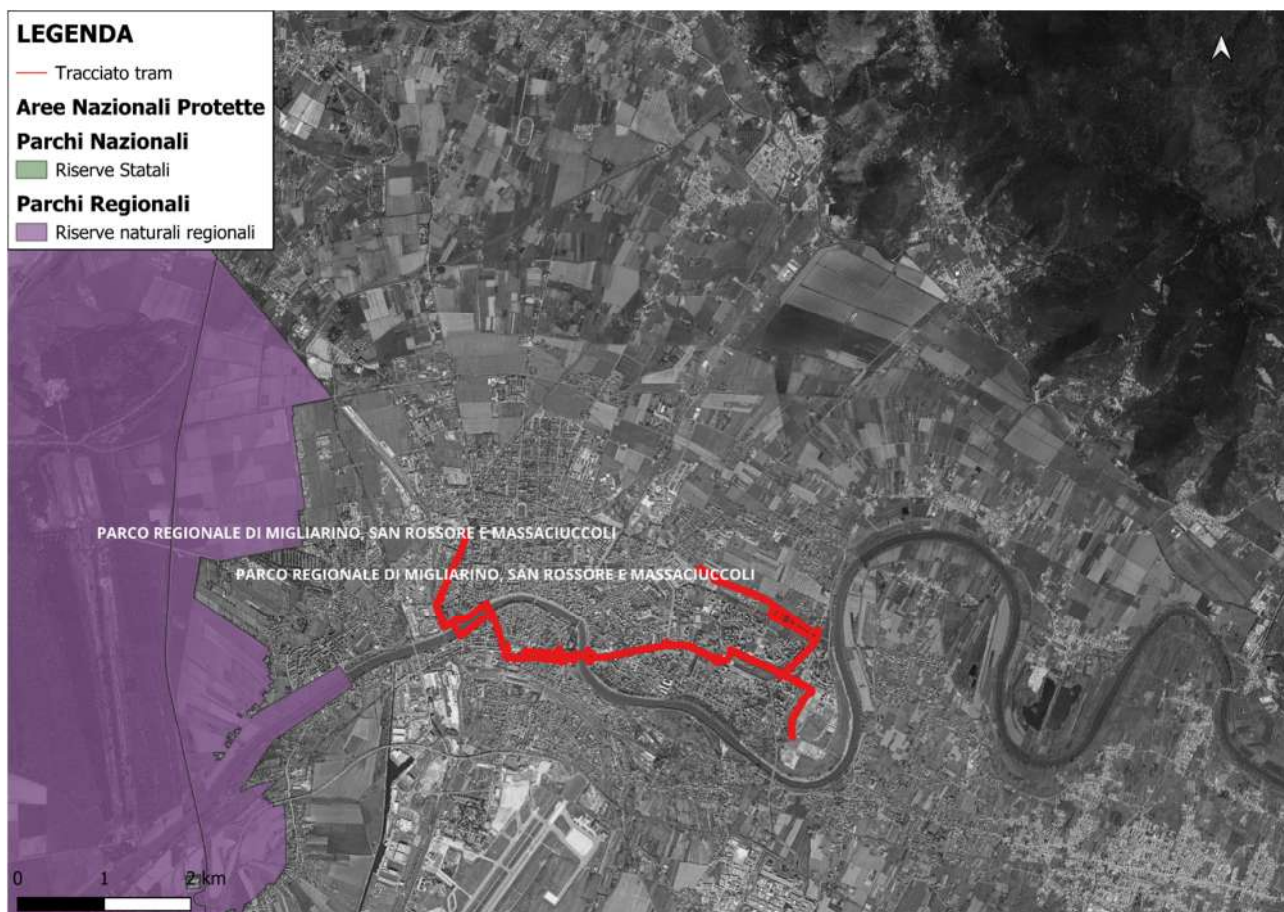 LEGENDA
Tracciato tram
Aree Nazionali Protette
Parchi Nazionali
Riserve Statali
Parchi Regionali
Riserve naturali regionali
PARCO REGIONALE DI MIGLIARINO, SAN ROSSORE E MASSACIUCCOLI
PARCO REGIONALE DI MIGLIARINO, SAN ROSSORE E MASSACIUCCOLI
0 1 2 km